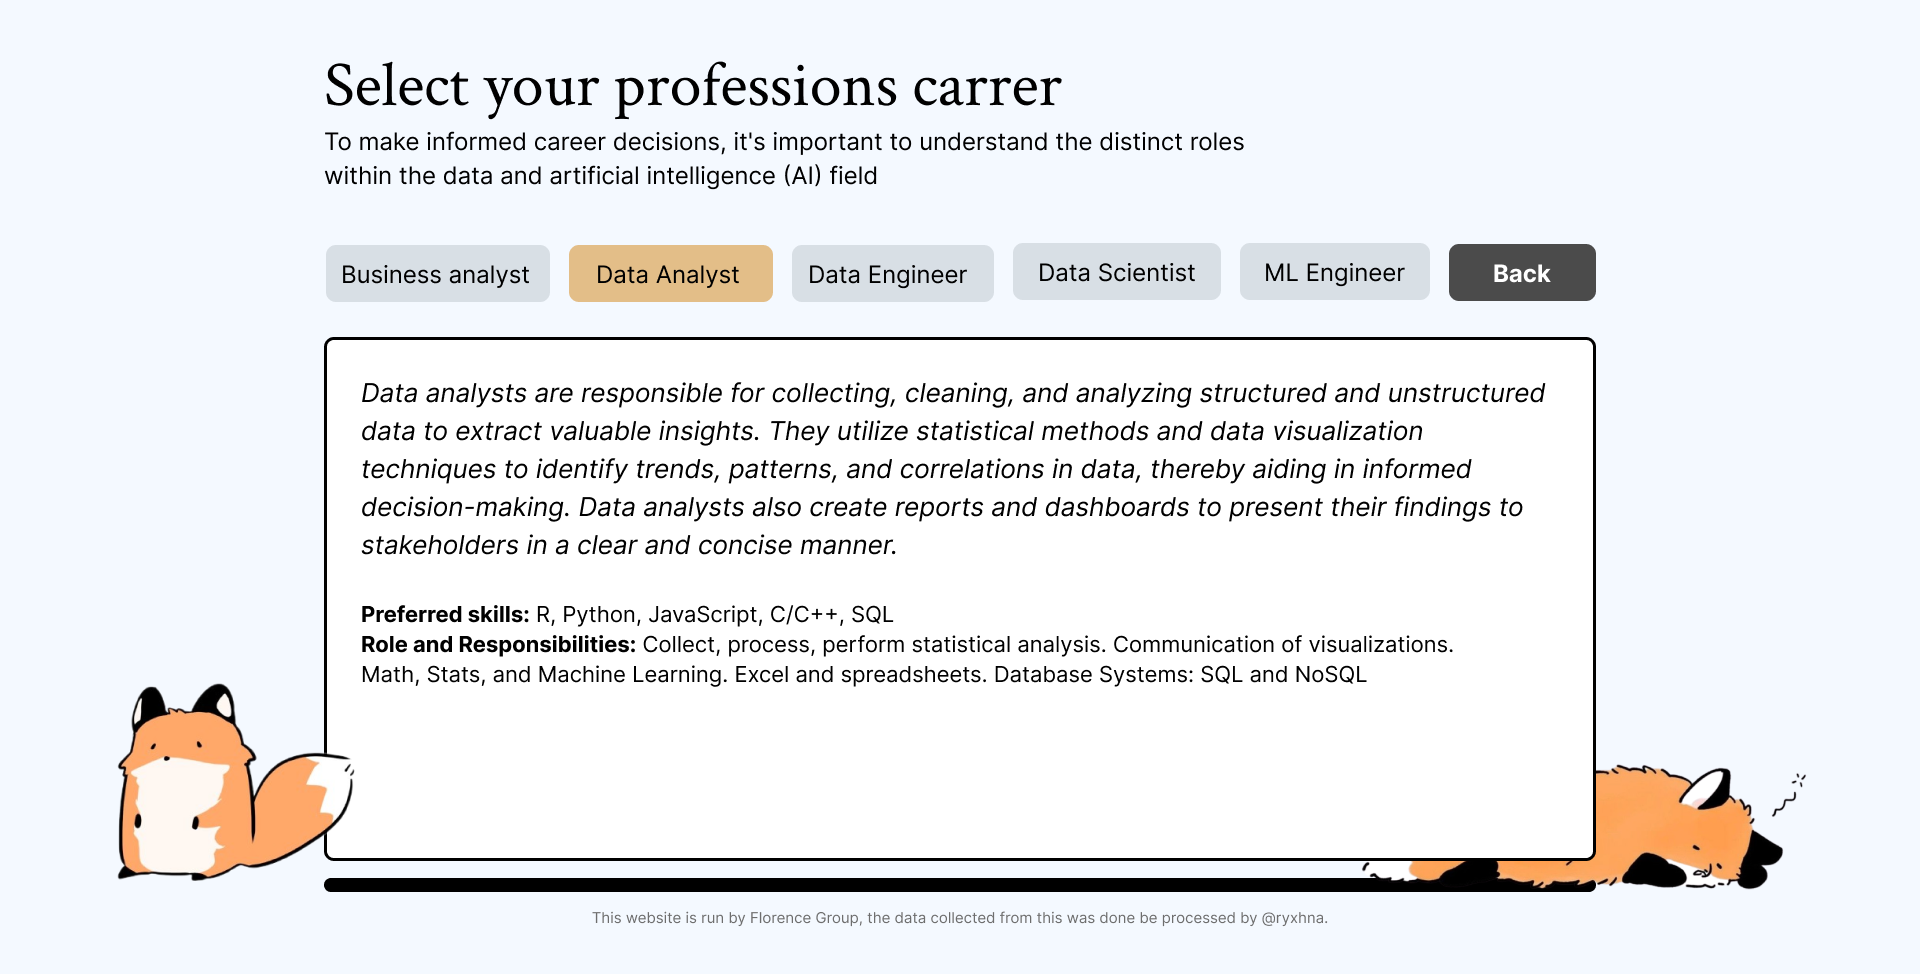 Select your professions carrer
To make informed career decisions, it's important to understand the distinct roles
within the data and artificial intelligence (AI) field
Business analyst
Data Analyst
Data Engineer
Data Scientist
ML Engineer
Back
Data analysts are responsible for collecting, cleaning, and analyzing structured and unstructured
data to extract valuable insights. They utilize statistical methods and data visualization
techniques to identify trends, patterns, and correlations in data, thereby aiding in informed
decision-making. Data analysts also create reports and dashboards to present their findings to
stakeholders in a clear and concise manner.
Preferred skills: R, Python, JavaScript, C/C++, SQL
Role and Responsibilities: Collect, process, perform statistical analysis. Communication of visualizations.
Math, Stats, and Machine Learning. Excel and spreadsheets. Database Systems: SQL and NoSQL
This website is run by Florence Group, the data collected from this was done be processed by @ryxhna.